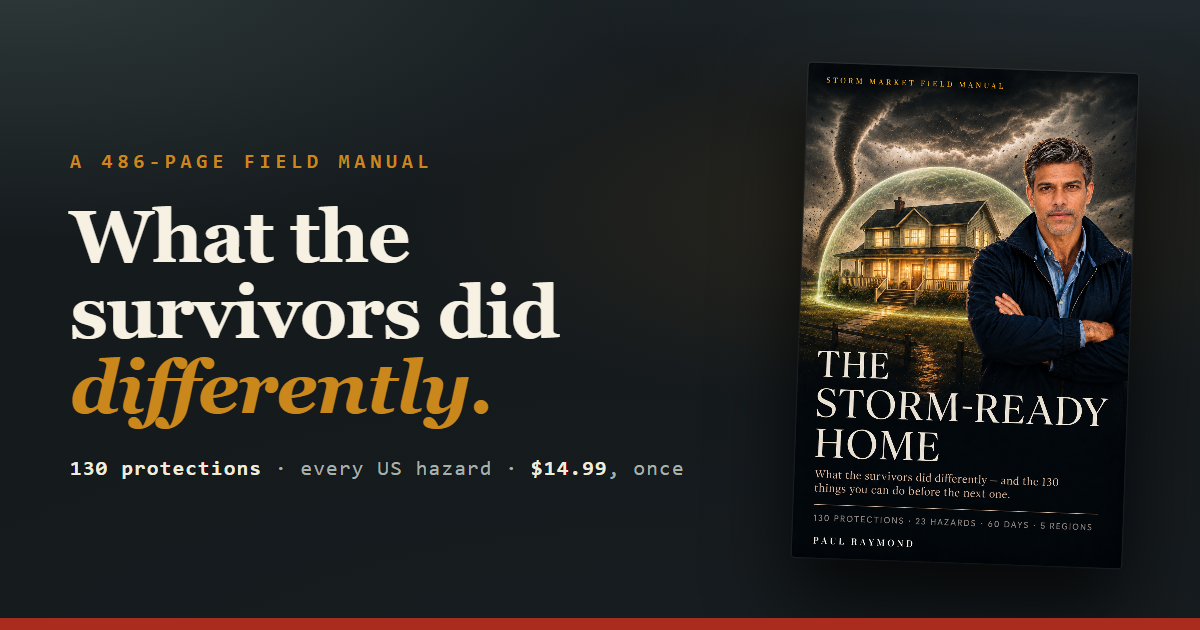 A 486-PAGE FIELD MANUAL
What the
survivors did
differently.
130 protections · every US hazard · $14.99, once
STORM MARKET FIELD MANUAL
THE
STORM-READY
HOME
What the survivors did differently — and the 130
things you can do before the next one.
130 PROTECTIONS · 23 HAZARDS · 60 DAYS · 5 REGIONS
PAUL RAYMOND